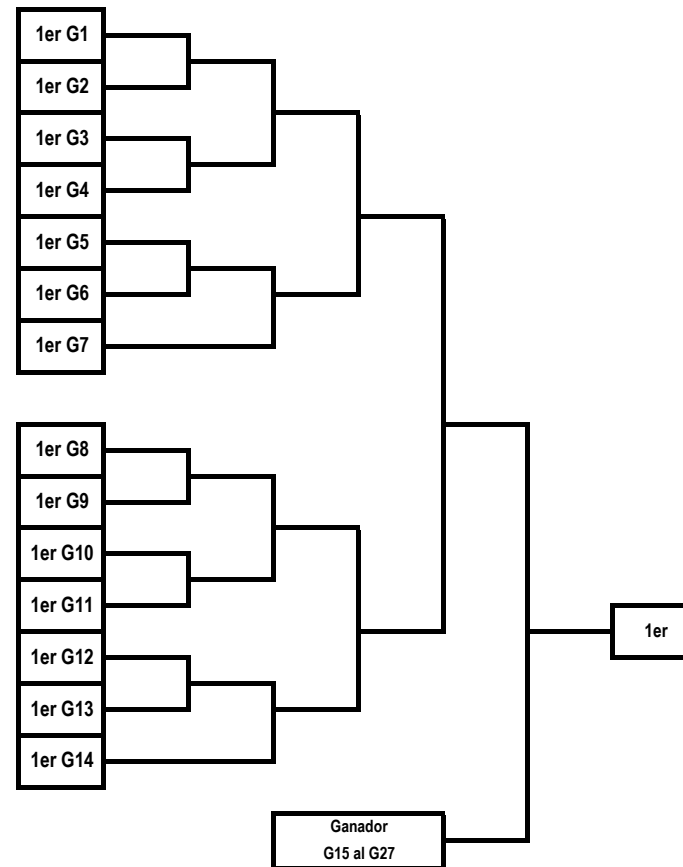 1er G1
1er G2
1er G3
1er G4
1er G5
1er G6
1er G7
1er G8
1er G9
1er G10
1er G11
1er G12
1er G13
1er G14
1er
Ganador
G15 al G27